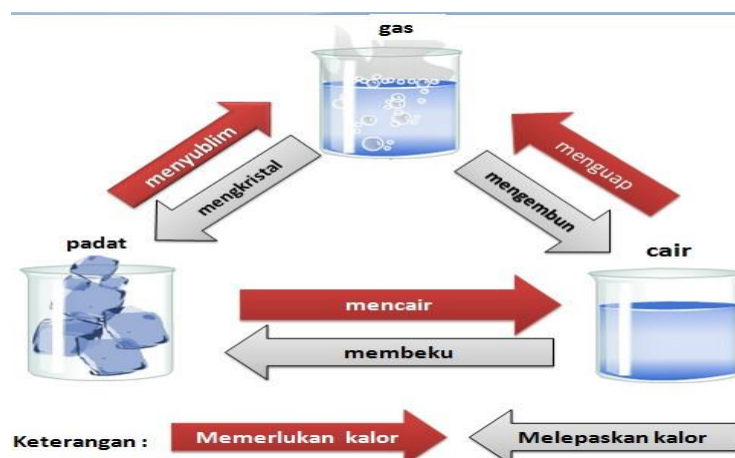 gas
menyublim
mengkristal
menguap
mengembun
padat
cair
mencair
membeku
Keterangan :
Memerlukan kalor
Melepaskan kalor